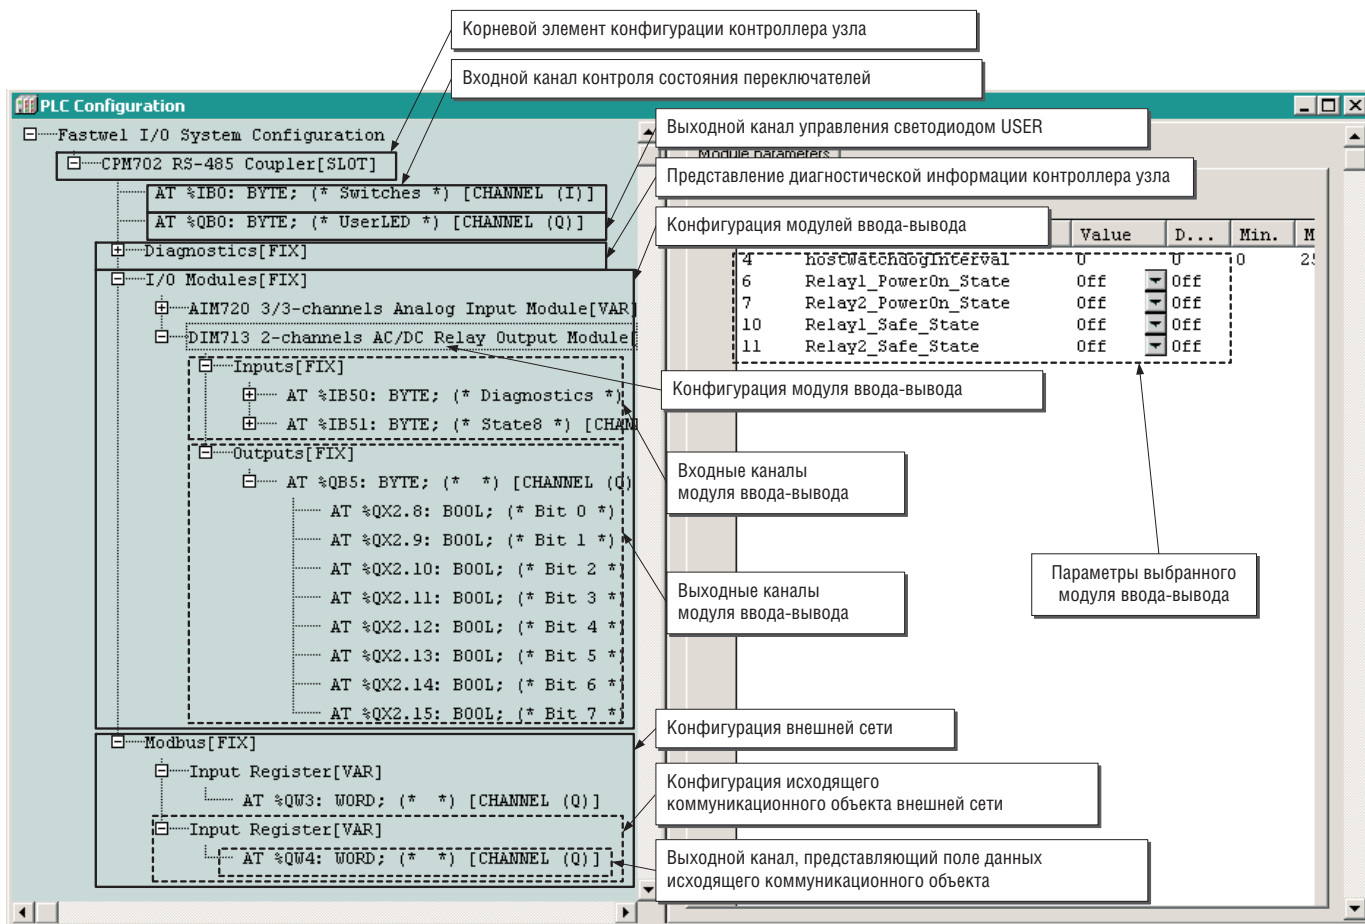 Корневой элемент конфигурации контроллера узла
Входной канал контроля состояния переключателей
PLC Configuration
Fastwel I/O System Configuration
CPM702 RS-485 Coupler[SLOT]
AT %IB0: BYTE; (* Switches *) [CHANNEL (I)]
AT %QB0: BYTE; (* UserLED *) [CHANNEL (Q)]
Diagnostics[FIX]
I/O Modules[FIX]
AIM720 3/3-channels Analog Input Module[VAR]
DIM713 2-channels AC/DC Relay Output Module[
Inputs[FIX]
AT %IB50: BYTE; (* Diagnostics *)
AT %IB51: BYTE; (* State8 *) [CHAN
Outputs[FIX]
AT %QB5: BYTE; (* *) [CHANNEL (Q)
AT %QX2.8: BOOL; (* Bit 0 *)
AT %QX2.9: BOOL; (* Bit 1 *)
AT %QX2.10: BOOL; (* Bit 2 *)
AT %QX2.11: BOOL; (* Bit 3 *)
AT %QX2.12: BOOL; (* Bit 4 *)
AT %QX2.13: BOOL; (* Bit 5 *)
AT %QX2.14: BOOL; (* Bit 6 *)
AT %QX2.15: BOOL; (* Bit 7 *)
Modbus[FIX]
Input Register[VAR]
AT %QW3: WORD; (* *) [CHANNEL (Q)]
Input Register[VAR]
AT %QW4: WORD; (* *) [CHANNEL (Q)]
Выходной канал управления светодиодом USER
Module parameters
Представление диагностической информации контроллера узла
Конфигурация модулей ввода-вывода
Value D... Min. M
4 hostWatchdogInterval 0 0 0
6 Relay1_PowerOn_State Off Off
7 Relay2_PowerOn_State Off Off
10 Relay1_Safe_State Off Off
11 Relay2_Safe_State Off Off
Конфигурация модуля ввода-вывода
Входные каналы
модуля ввода-вывода
Выходные каналы
модуля ввода-вывода
Параметры выбранного
модуля ввода-вывода
Конфигурация внешней сети
Конфигурация исходящего
коммуникационного объекта внешней сети
Выходной канал, представляющий поле данных
исходящего коммуникационного объекта